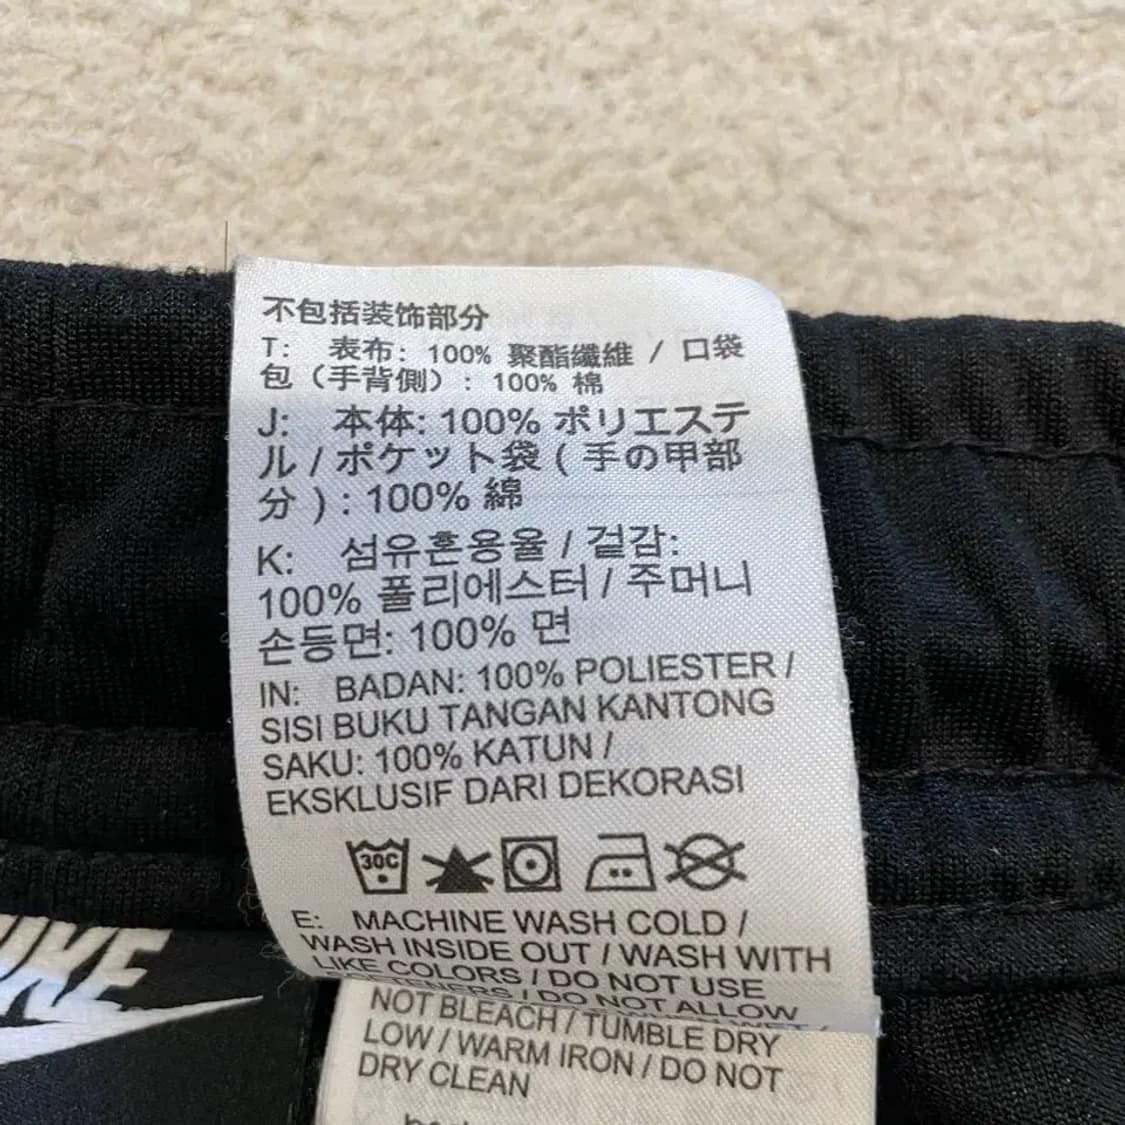 不包括装饰部分
T: 表布: 100% 聚酯纖維 / 口袋
包（手背側）: 100% 棉
J: 本体: 100% ポリエステ
ル / ポケット袋 ( 手の甲部
分 ) : 100% 綿
K: 섬유혼용율 / 겉감:
100% 폴리에스터 / 주머니
손등면: 100% 면
IN: BADAN: 100% POLIESTER /
SISI BUKU TANGAN KANTONG
SAKU: 100% KATUN /
EKSKLUSIF DARI DEKORASI
30C
E: MACHINE WASH COLD /
WASH INSIDE OUT / WASH WITH
LIKE COLORS / DO NOT USE
/ DO NOT ALLOW
NOT BLEACH / TUMBLE DRY
LOW / WARM IRON / DO NOT
DRY CLEAN